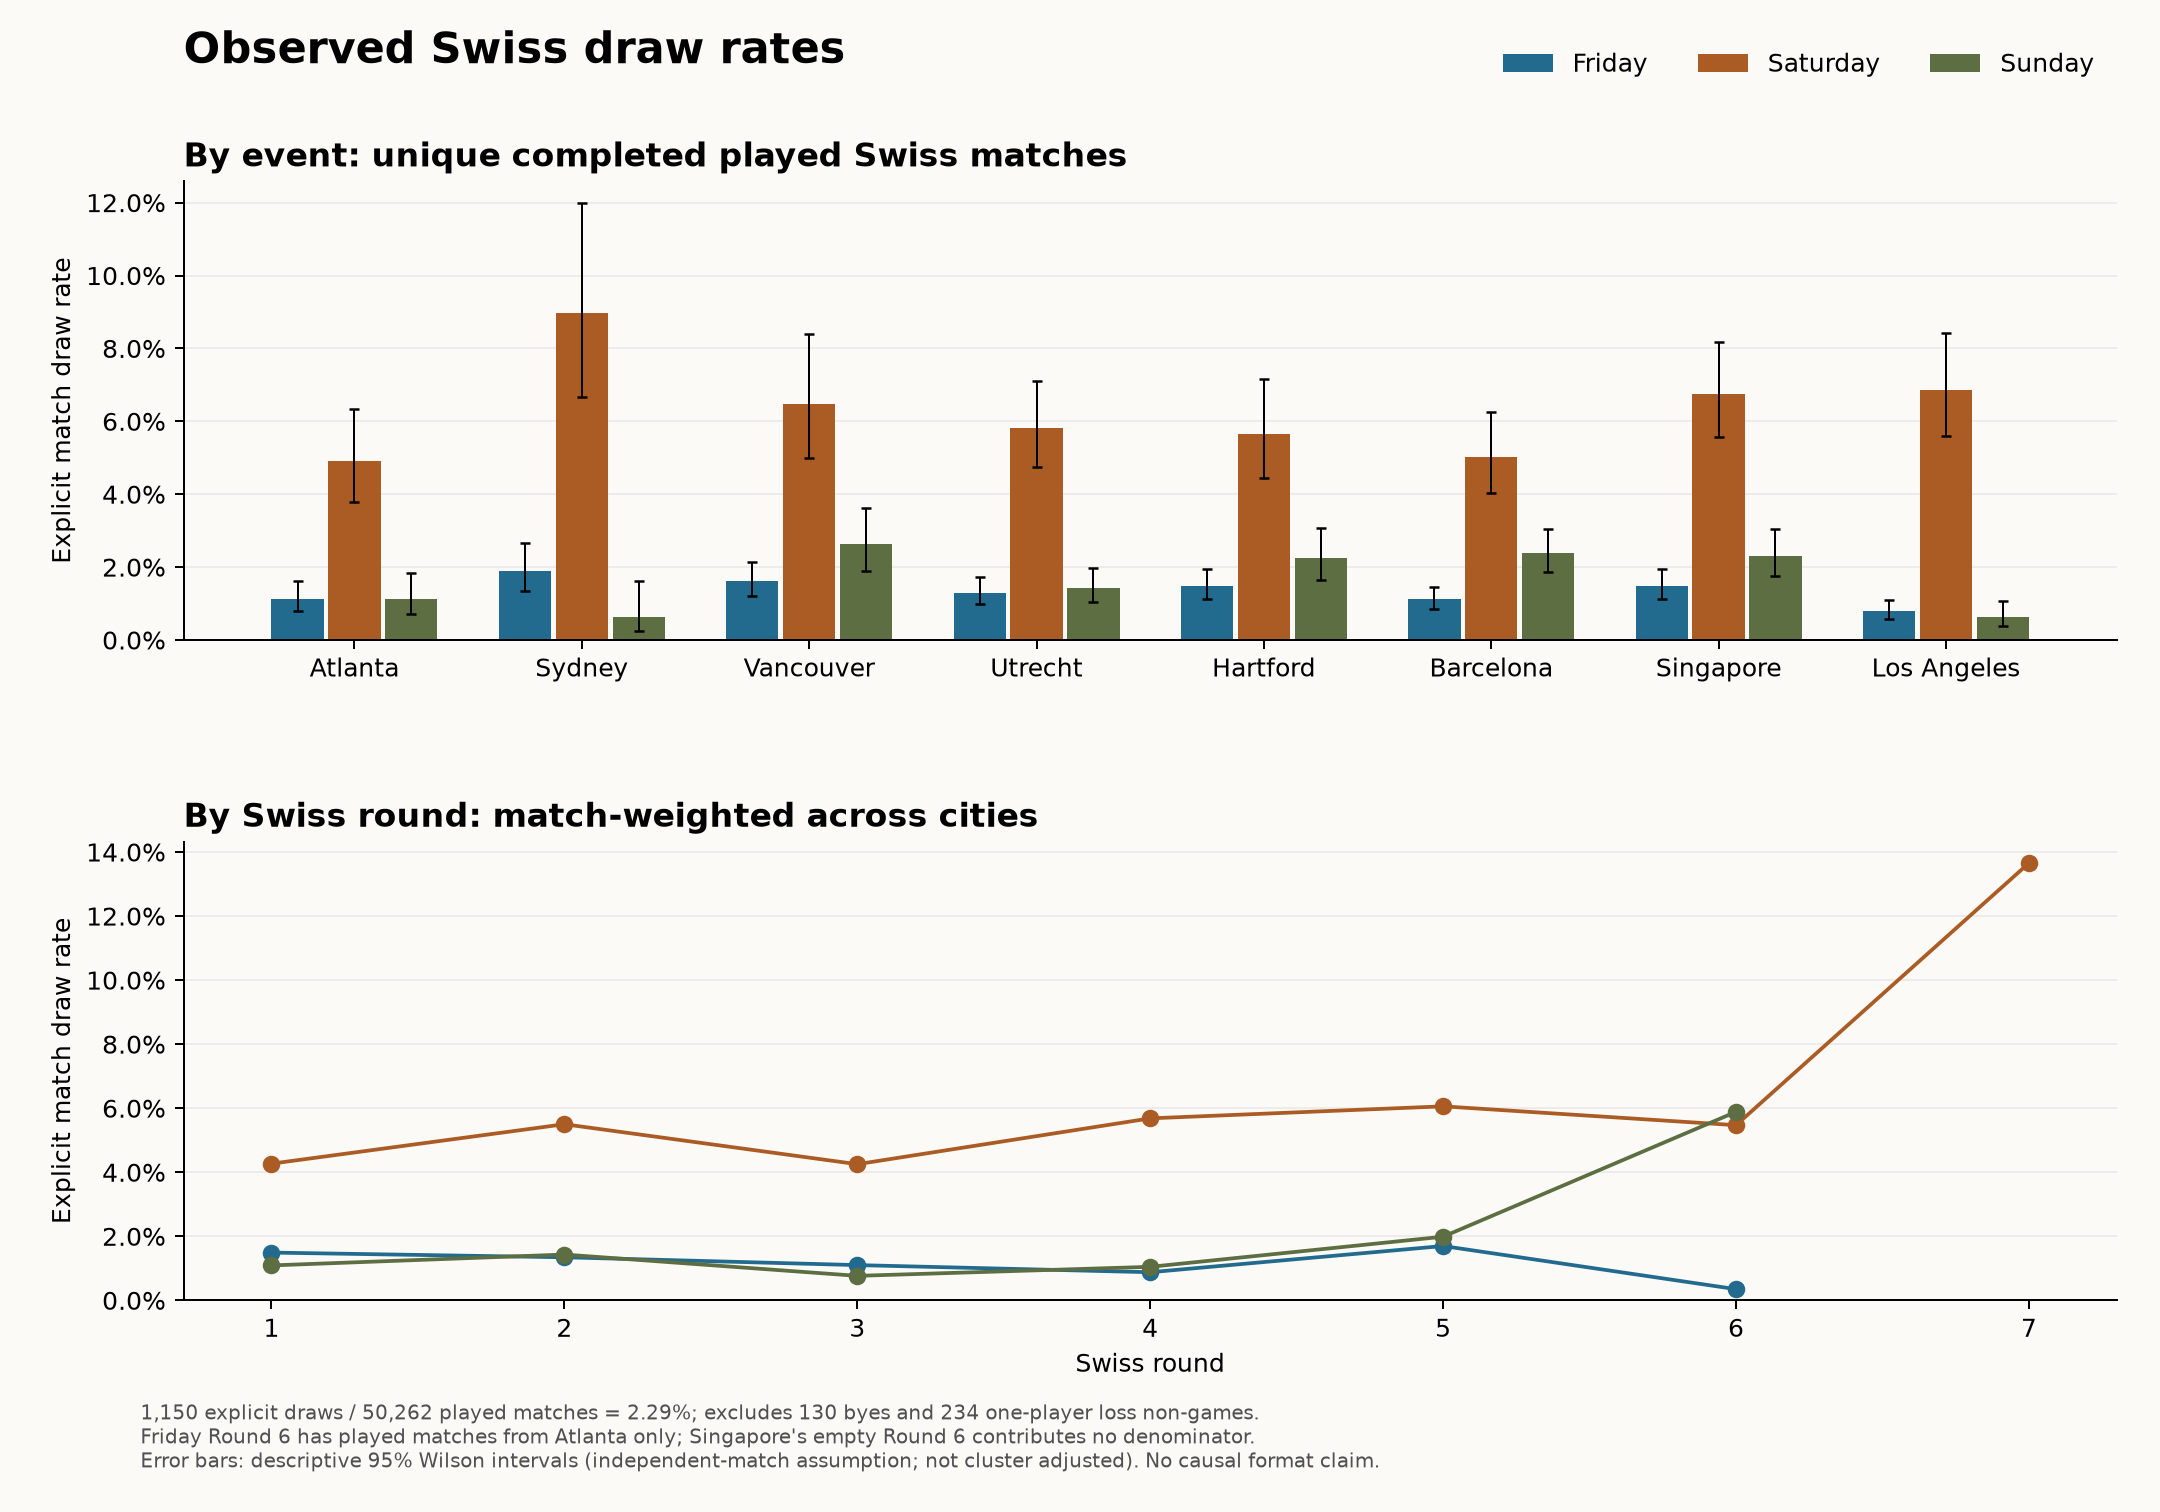 Observed Swiss draw rates
Friday
Saturday
Sunday
By event: unique completed played Swiss matches
Explicit match draw rate
12.0%
10.0%
8.0%
6.0%
4.0%
2.0%
0.0%
Atlanta
Sydney
Vancouver
Utrecht
Hartford
Barcelona
Singapore
Los Angeles
By Swiss round: match-weighted across cities
Explicit match draw rate
14.0%
12.0%
10.0%
8.0%
6.0%
4.0%
2.0%
0.0%
1
2
3
4
5
6
7
Swiss round
1,150 explicit draws / 50,262 played matches = 2.29%; excludes 130 byes and 234 one-player loss non-games.
Friday Round 6 has played matches from Atlanta only; Singapore's empty Round 6 contributes no denominator.
Error bars: descriptive 95% Wilson intervals (independent-match assumption; not cluster adjusted). No causal format claim.